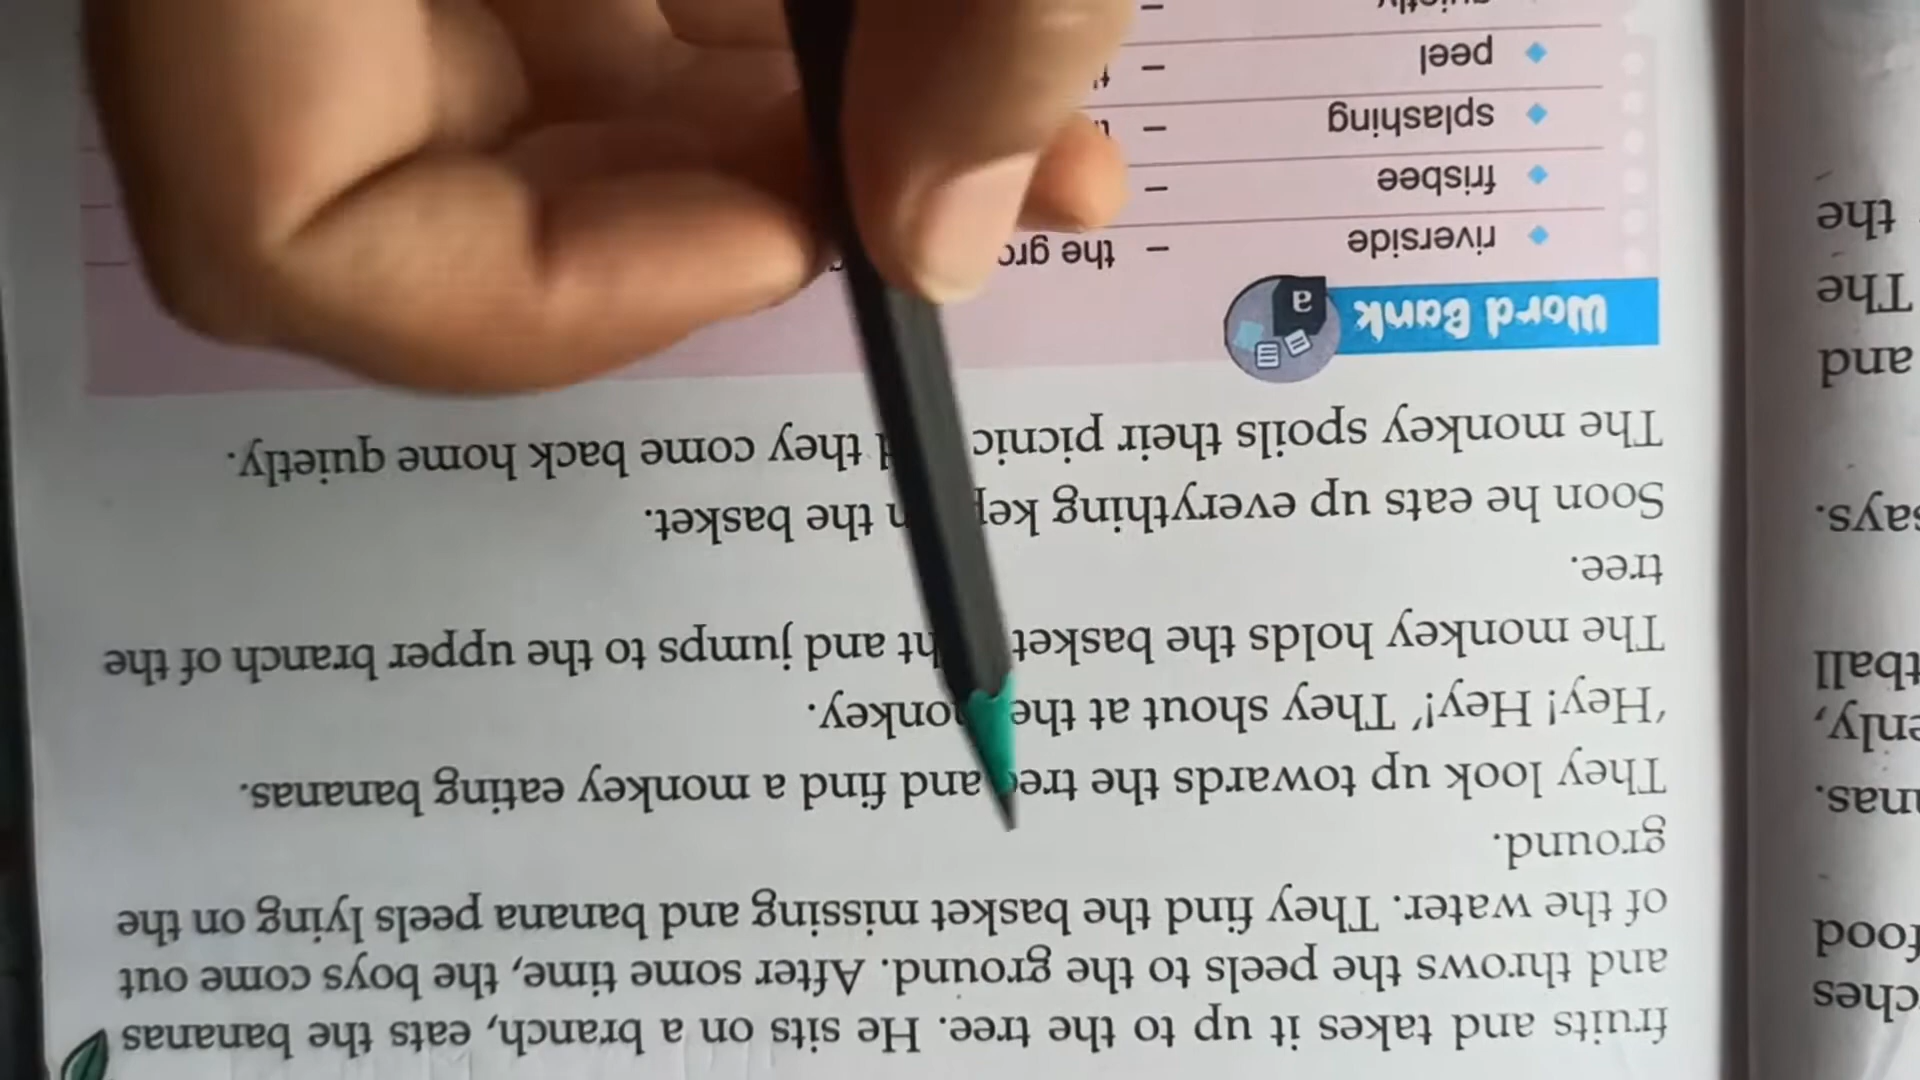 fruits and takes it up to the tree. He sits on a branch, eats the bananas
and throws the peels to the ground. After some time, the boys come out
of the water. They find the basket missing and banana peels lying on the
ground.
They look up towards the tree and find a monkey eating bananas.
'Hey! Hey!' They shout at the monkey.
The monkey holds the basket and jumps to the upper branch of the
tree.
Soon he eats up everything the basket.
The monkey spoils their picnic they come back home quietly.
Word Bank
a
riverside – the
frisbee –
splashing –
peel –
quietly –
ches
food
says.
and
The
the